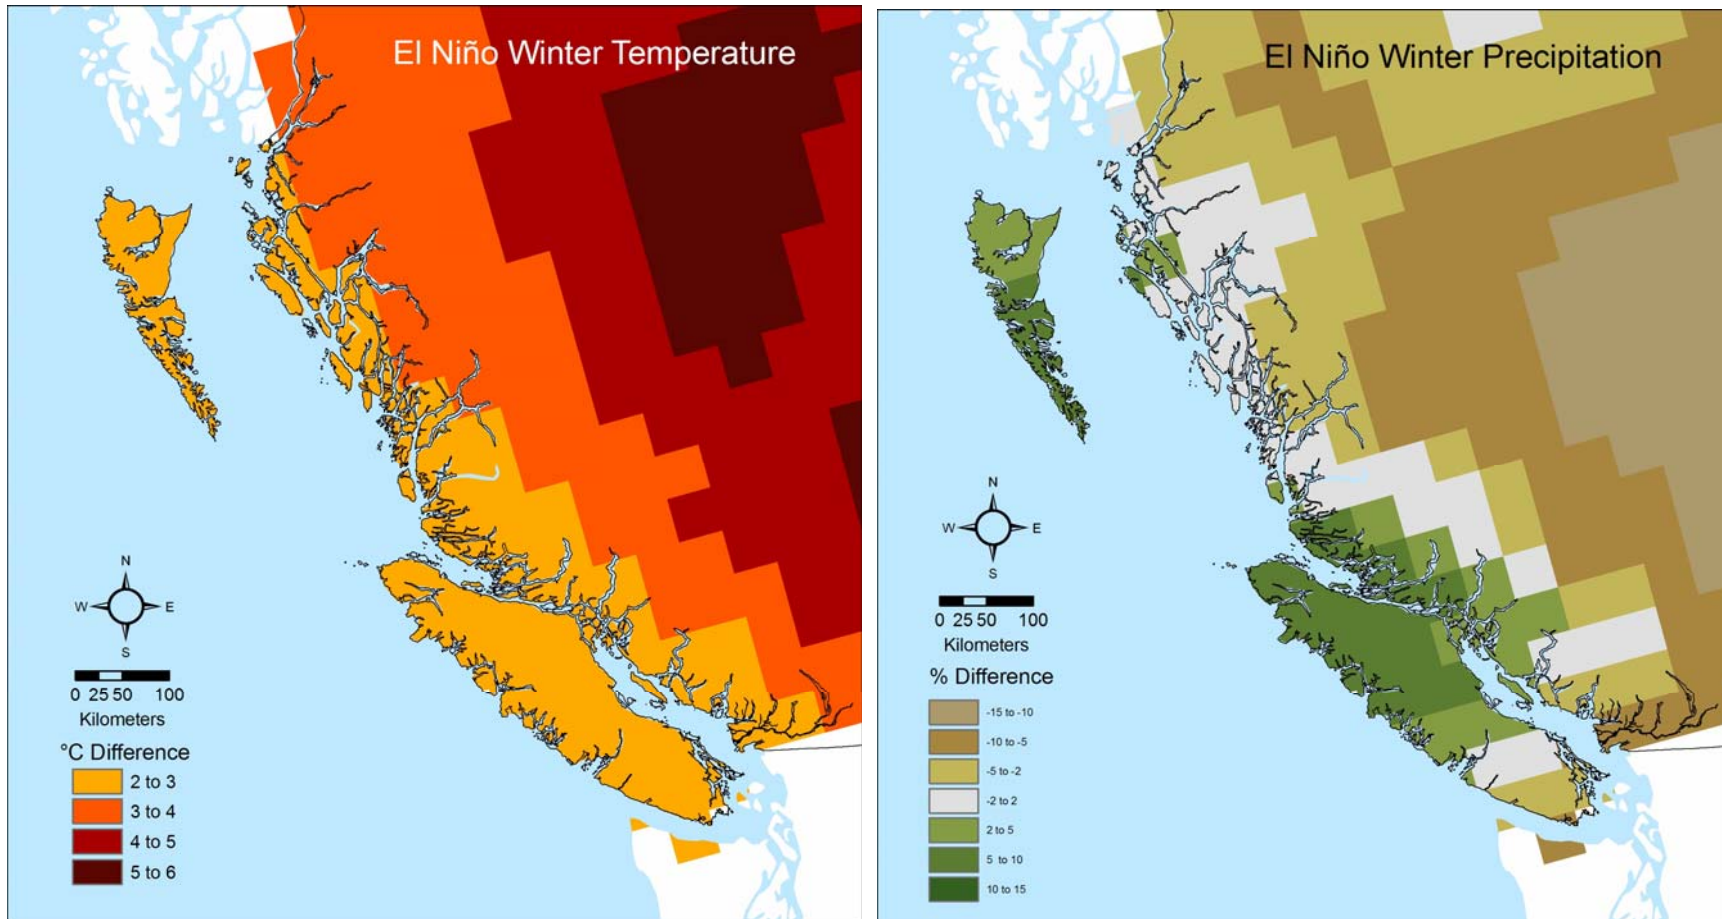 El Niño Winter Temperature
N
W E
S
0 25 50 100
Kilometers
°C Difference
2 to 3
3 to 4
4 to 5
5 to 6
El Niño Winter Precipitation
N
W E
S
0 25 50 100
Kilometers
% Difference
-15 to -10
-10 to -5
-5 to -2
-2 to 2
2 to 5
5 to 10
10 to 15